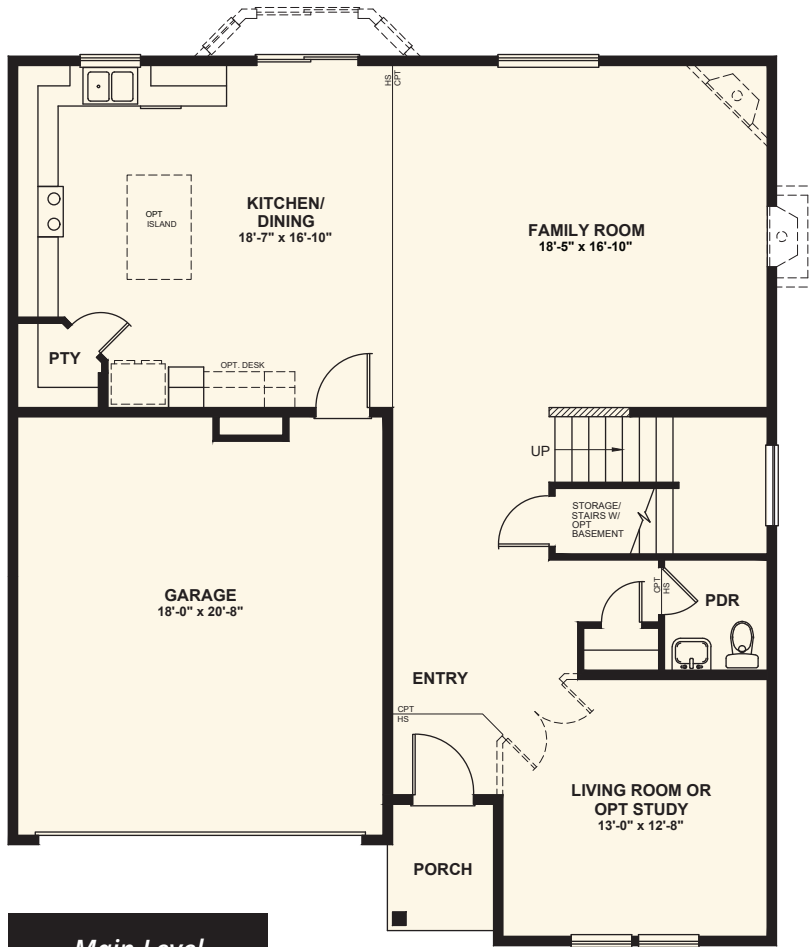 HS
CPT
KITCHEN/
DINING
18'-7" x 16'-10"
OPT
ISLAND
FAMILY ROOM
18'-5" x 16'-10"
PTY
OPT. DESK
UP
STORAGE/
STAIRS W/
OPT
BASEMENT
GARAGE
18'-0" x 20'-8"
CPT
HS
PDR
ENTRY
CPT
HS
LIVING ROOM OR
OPT STUDY
13'-0" x 12'-8"
PORCH
Main Level